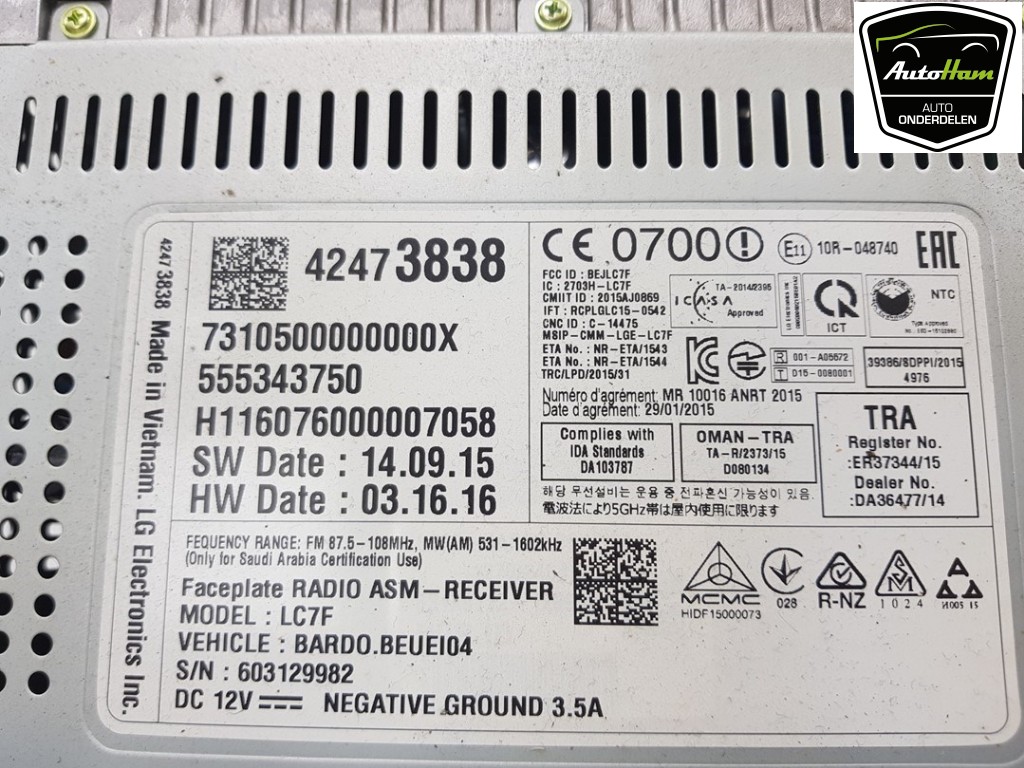 AutoHam
AUTO
ONDERDELEN
4247 3838 Made in Vietnam. LG Electronics Inc.
4247 3838
7310500000000X
555343750
H116076000007058
SW Date : 14.09.15
HW Date : 03.16.16
CE 0700 E11 10R-048740 EAC
FCC ID : BEJLC7F
IC : 2703H-LC7F
CMIIT ID : 2015AJ0869
IFT : RCPLGLC15-0542
CNC ID : C-14475
MSIP-CMM-LGE-LC7F
ETA No. : NR-ETA/1543
ETA No. : NR-ETA/1544
TRC/LPD/2015/31
TA-2014/2395
ICASA
Approved
ICT
NTC
Type Approved
R 001-A05672
T D15-0080001
39386/SDPPI/2015
4976
Numéro d'agrément: MR 10016 ANRT 2015
Date d'agrément: 29/01/2015
Complies with
IDA Standards
DA103787
OMAN-TRA
TA-R/2373/15
D080134
TRA
Register No.
:ER37344/15
Dealer No.
:DA36477/14
해당 무선설비는 운용 중 전파혼신 가능성이 있음.
電波法により5GHz帯は屋内使用に限ります
FEQUENCY RANGE: FM 87.5-108MHz, MW(AM) 531-1602kHz
(Only for Saudi Arabia Certification Use)
Faceplate RADIO ASM-RECEIVER
MODEL : LC7F
VEHICLE : BARDO.BEUEI04
S/N : 603129982
DC 12V NEGATIVE GROUND 3.5A
MCMC
HIDF15000073
028
R-NZ
1024
И005 15